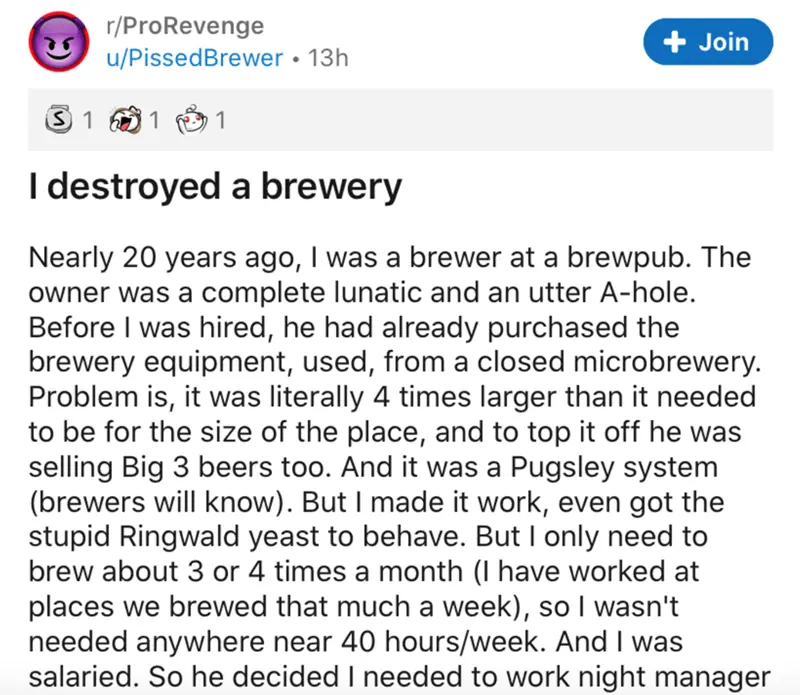 r/ProRevenge
u/PissedBrewer • 13h
+ Join
S 1 1 1
I destroyed a brewery
Nearly 20 years ago, I was a brewer at a brewpub. The
owner was a complete lunatic and an utter A-hole.
Before I was hired, he had already purchased the
brewery equipment, used, from a closed microbrewery.
Problem is, it was literally 4 times larger than it needed
to be for the size of the place, and to top it off he was
selling Big 3 beers too. And it was a Pugsley system
(brewers will know). But I made it work, even got the
stupid Ringwald yeast to behave. But I only need to
brew about 3 or 4 times a month (I have worked at
places we brewed that much a week), so I wasn't
needed anywhere near 40 hours/week. And I was
salaried. So he decided I needed to work night manager